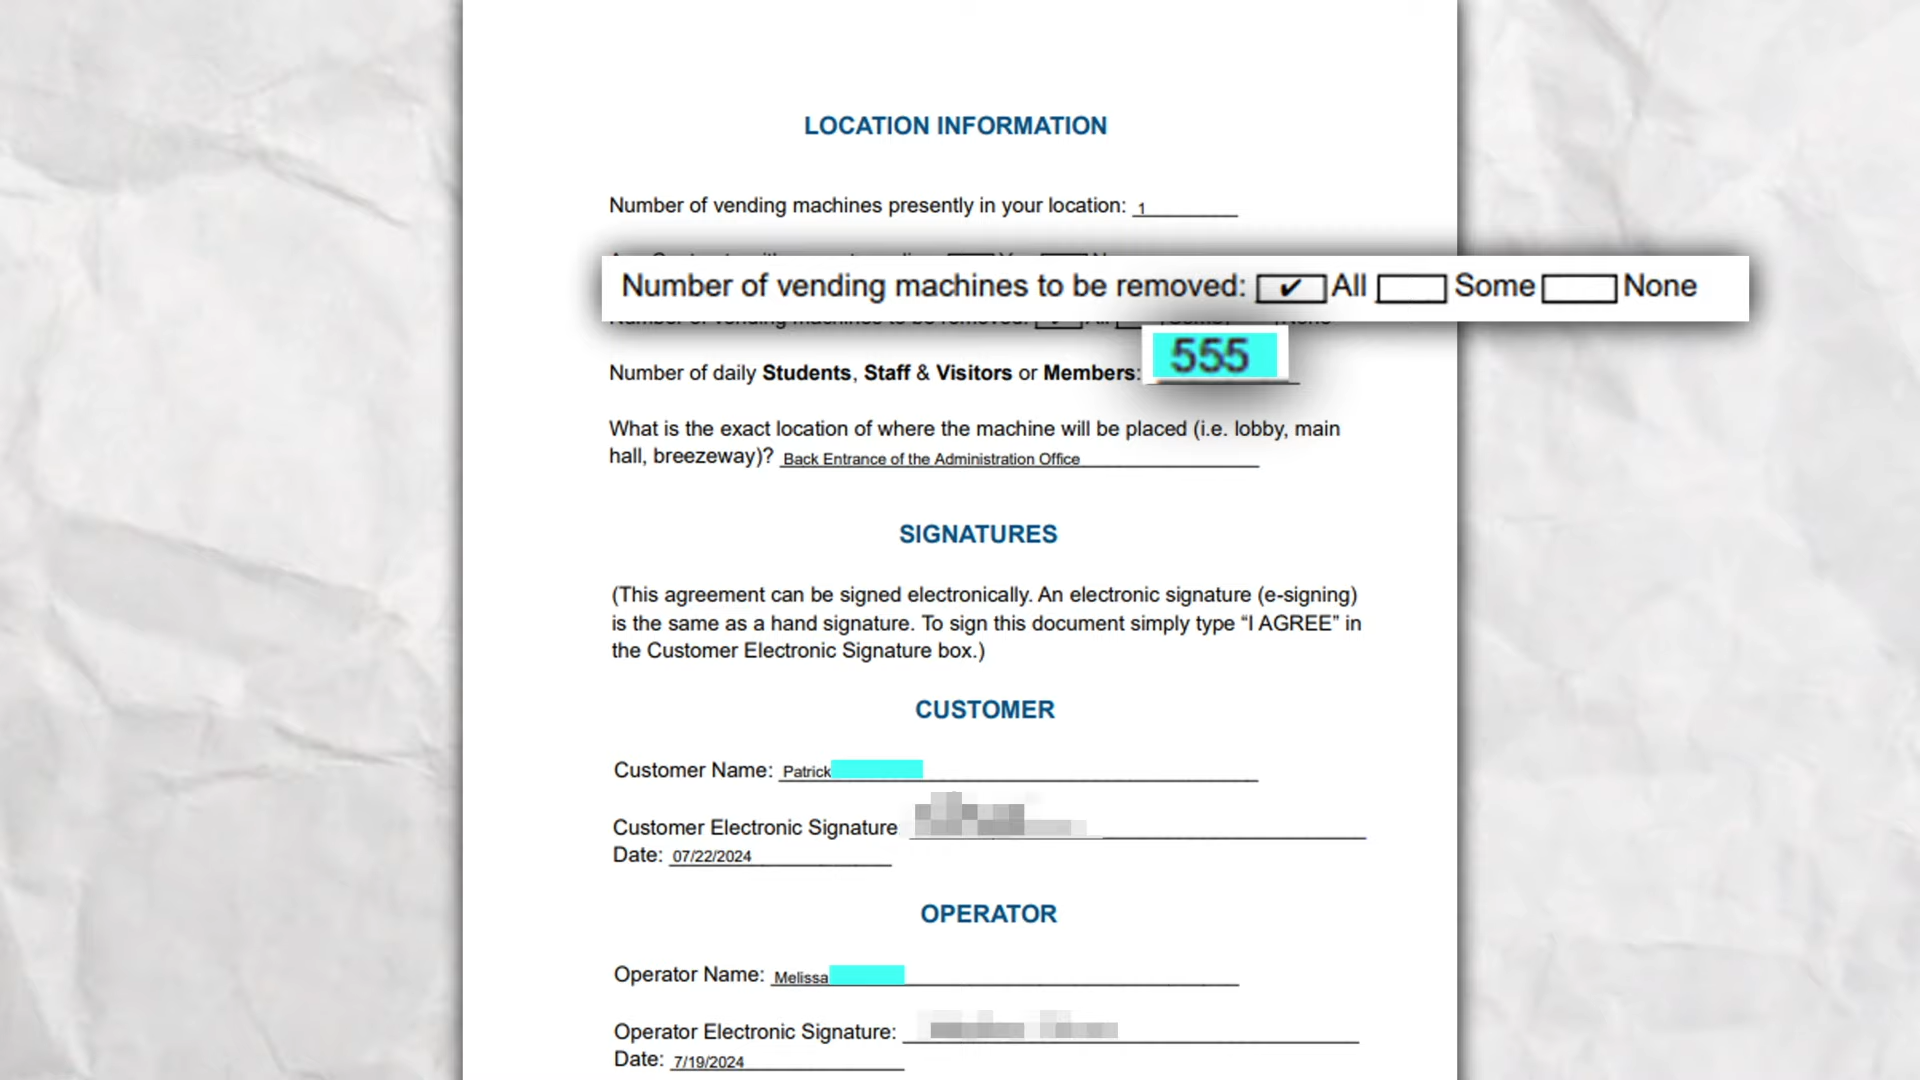 LOCATION INFORMATION
Number of vending machines presently in your location: 1
Number of vending machines to be removed: ✔ All Some None
555
Number of daily Students, Staff & Visitors or Members:
What is the exact location of where the machine will be placed (i.e. lobby, main
hall, breezeway)? Back Entrance of the Administration Office
SIGNATURES
(This agreement can be signed electronically. An electronic signature (e-signing)
is the same as a hand signature. To sign this document simply type “I AGREE” in
the Customer Electronic Signature box.)
CUSTOMER
Customer Name: Patrick
Customer Electronic Signature
Date: 07/22/2024
OPERATOR
Operator Name: Melissa
Operator Electronic Signature:
Date: 7/19/2024